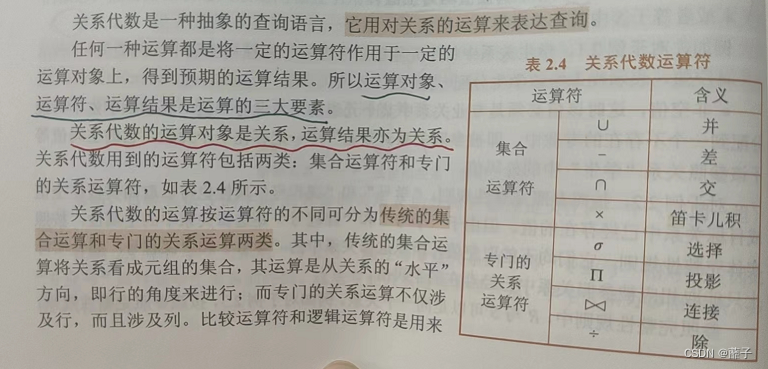 关系代数是一种抽象的查询语言，它用对关系的运算来表达查询。
任何一种运算都是将一定的运算符作用于一定的
运算对象上，得到预期的运算结果。所以运算对象、
运算符、运算结果是运算的三大要素。
关系代数的运算对象是关系，运算结果亦为关系。
关系代数用到的运算符包括两类：集合运算符和专门
的关系运算符，如表 2.4 所示。
关系代数的运算按运算符的不同可分为传统的集
合运算和专门的关系运算两类。其中，传统的集合运
算将关系看成元组的集合，其运算是从关系的“水平”
方向，即行的角度来进行；而专门的关系运算不仅涉
及行，而且涉及列。比较运算符和逻辑运算符是用来
表 2.4 关系代数运算符
运算符 含义
集合
运算符
∪ 并
- 差
∩ 交
× 笛卡儿积
专门的
关系
运算符
σ 选择
Π 投影
⋈ 连接
÷ 除